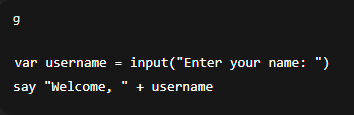 g
var username = input("Enter your name: ")
say "Welcome, " + username